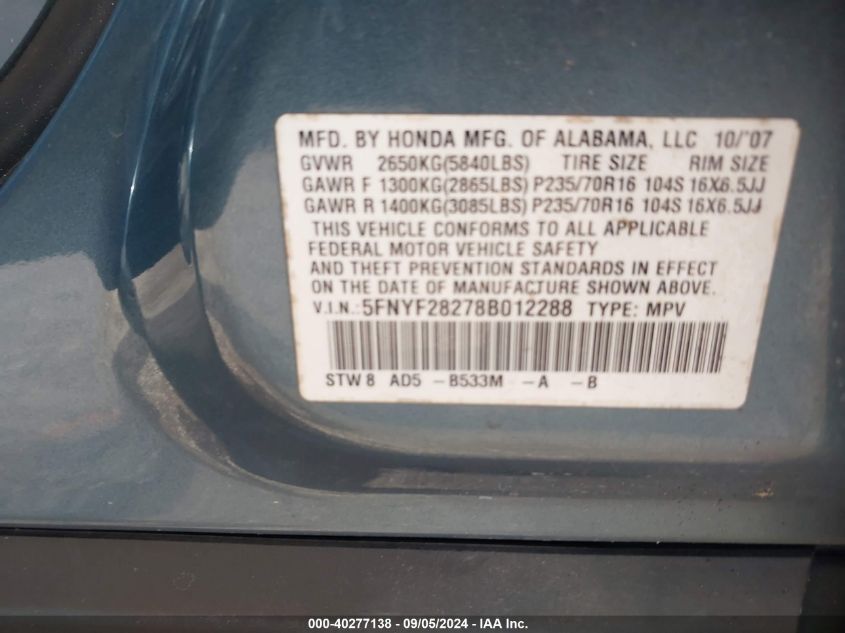 MFD. BY HONDA MFG. OF ALABAMA, LLC 10/'07
GVWR 2650KG(5840LBS) TIRE SIZE RIM SIZE
GAWR F 1300KG(2865LBS) P235/70R16 104S 16X6.5JJ
GAWR R 1400KG(3085LBS) P235/70R16 104S 16X6.5JJ
THIS VEHICLE CONFORMS TO ALL APPLICABLE
FEDERAL MOTOR VEHICLE SAFETY
AND THEFT PREVENTION STANDARDS IN EFFECT
ON THE DATE OF MANUFACTURE SHOWN ABOVE.
V.I.N.: 5FNYF28278B012288 TYPE: MPV
STW8 AD5 -B533M -A -B
000-40277138 - 09/05/2024 - IAA Inc.